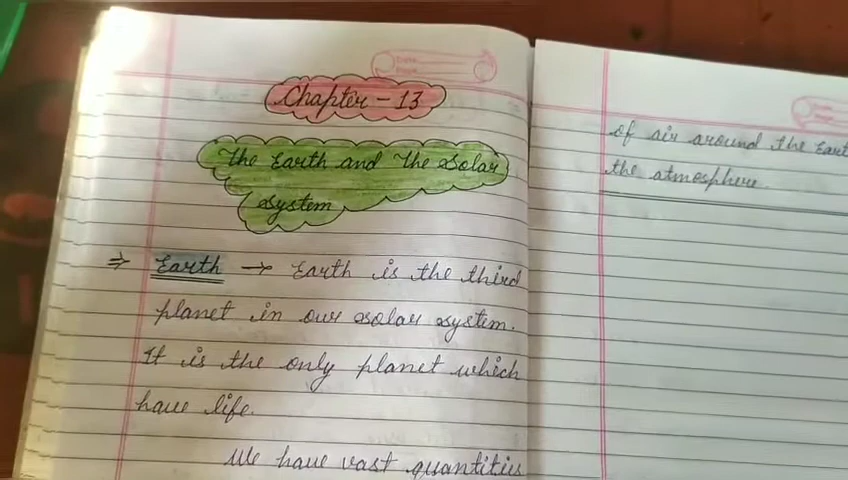 Chapter - 13
The Earth and The Solar
System
⇒ Earth → Earth is the third
planet in our solar system.
It is the only planet which
have life.
We have vast quantities
of air around the Eart
the atmosphere.